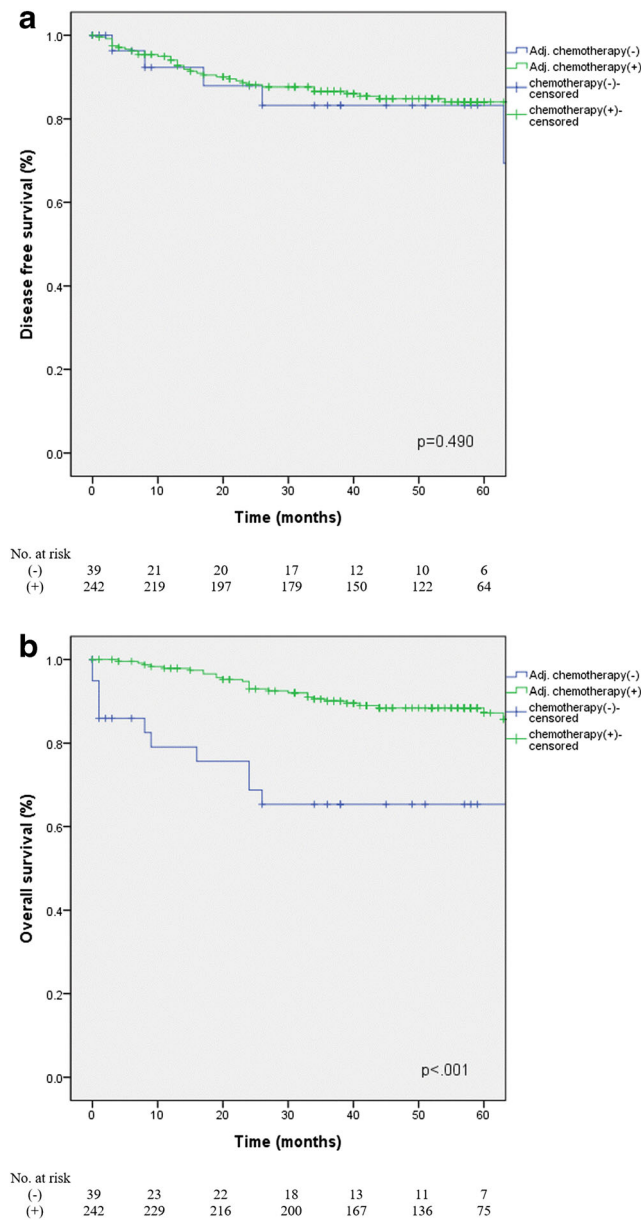 a
1.0
0.8
0.6
0.4
0.2
0.0
Disease free survival (%)
0 10 20 30 40 50 60
Time (months)
p=0.490
Adj. chemotherapy(-)
Adj. chemotherapy(+)
chemotherapy(-)-
censored
chemotherapy(+)-
censored
No. at risk
(-) 39 21 20 17 12 10 6
(+) 242 219 197 179 150 122 64
b
1.0
0.8
0.6
0.4
0.2
0.0
Overall survival (%)
0 10 20 30 40 50 60
Time (months)
p<.001
Adj. chemotherapy(-)
Adj. chemotherapy(+)
chemotherapy(-)-
censored
chemotherapy(+)-
censored
No. at risk
(-) 39 23 22 18 13 11 7
(+) 242 229 216 200 167 136 75